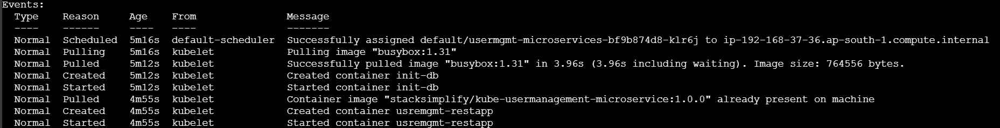 Events:
  Type    Reason     Age    From               Message
  ----    ------     ----   ----               -------
  Normal  Scheduled  5m16s  default-scheduler  Successfully assigned default/usermgmt-microservices-bf9b874d8-klr6j to ip-192-168-37-36.ap-south-1.compute.internal
  Normal  Pulling    5m16s  kubelet            Pulling image "busybox:1.31"
  Normal  Pulled     5m12s  kubelet            Successfully pulled image "busybox:1.31" in 3.96s (3.96s including waiting). Image size: 764556 bytes.
  Normal  Created    5m12s  kubelet            Created container init-db
  Normal  Started    5m12s  kubelet            Started container init-db
  Normal  Pulled     4m55s  kubelet            Container image "stacksimplify/kube-usermanagement-microservice:1.0.0" already present on machine
  Normal  Created    4m55s  kubelet            Created container usremgmt-restapp
  Normal  Started    4m55s  kubelet            Started container usremgmt-restapp